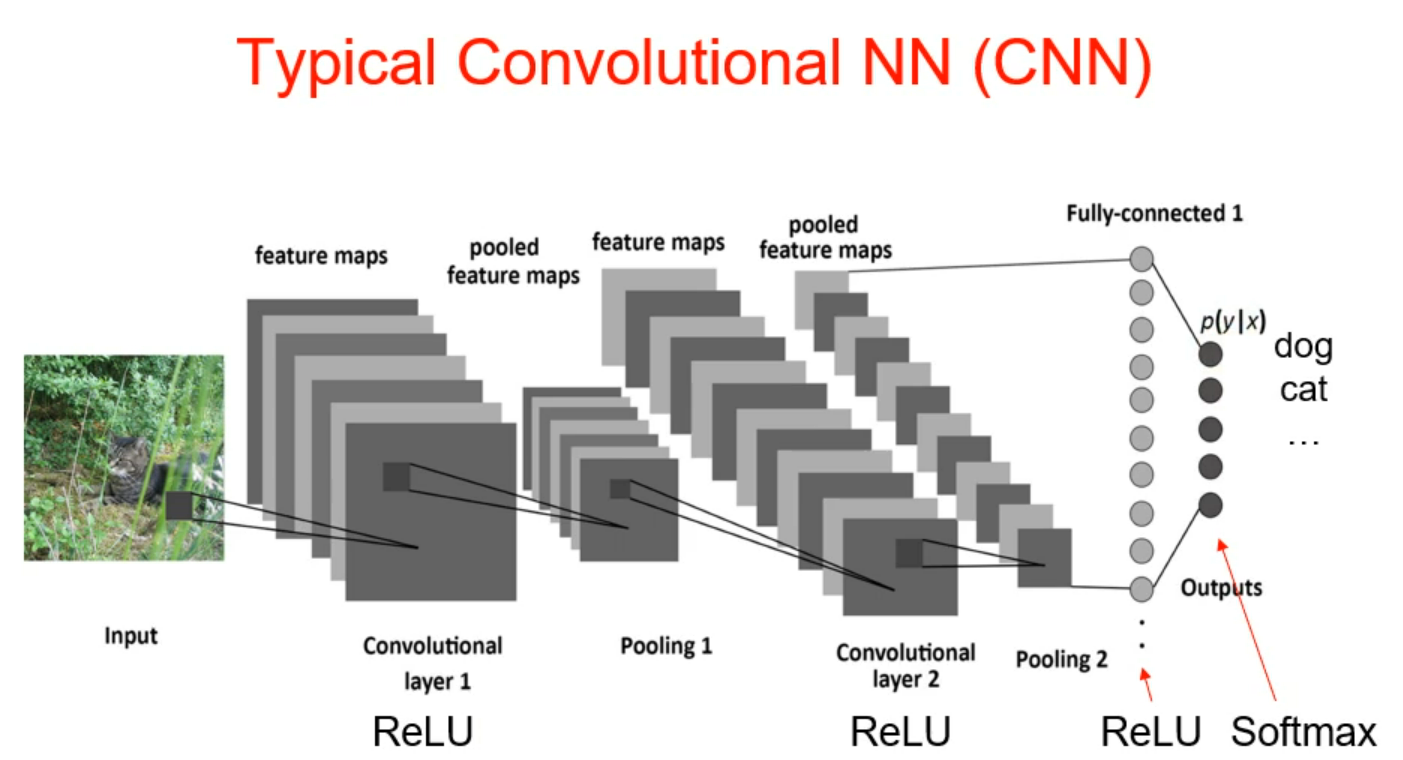 Typical Convolutional NN (CNN)
feature maps
pooled
feature maps
feature maps
pooled
feature maps
Fully-connected 1
p(y|x)
dog
cat
...
Input
Convolutional
layer 1
Pooling 1
Convolutional
layer 2
Pooling 2
Outputs
ReLU
ReLU
ReLU
Softmax